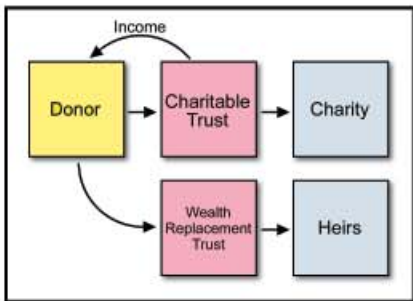 Income
Donor
Charitable
Trust
Charity
Wealth
Replacement
Trust
Heirs